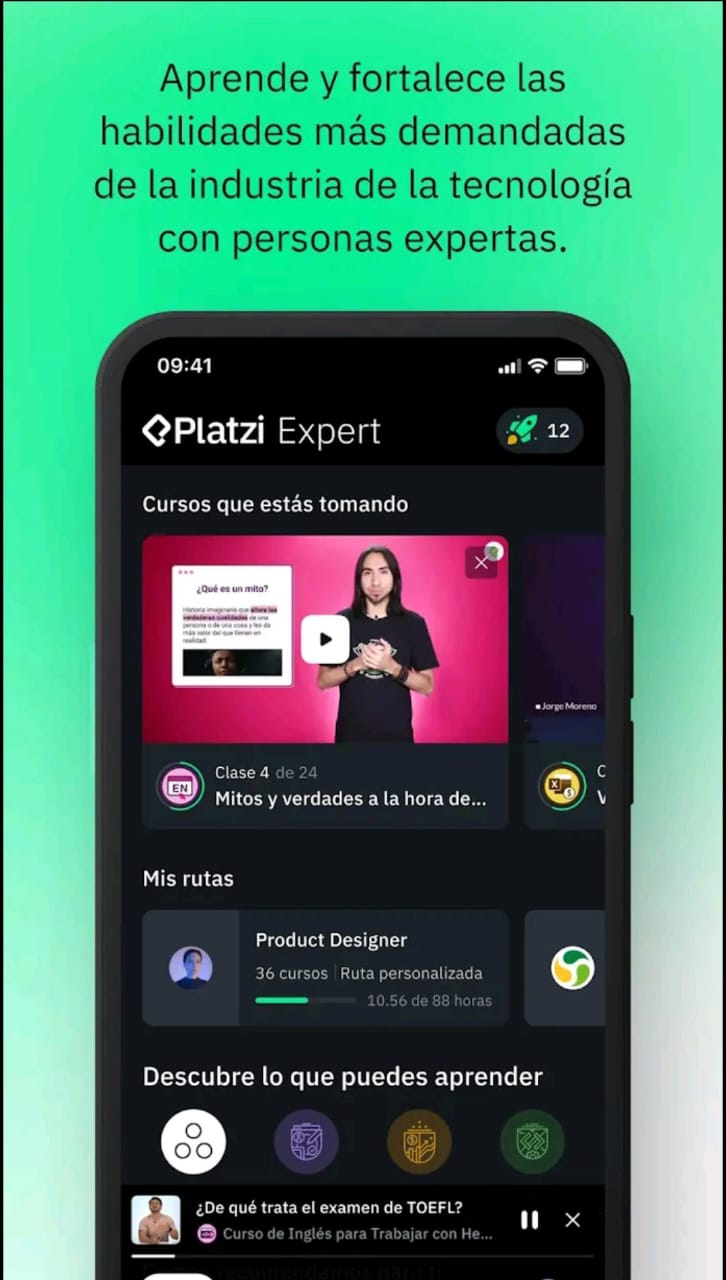 Aprende y fortalece las
habilidades más demandadas
de la industria de la tecnología
con personas expertas.
09:41
Platzi Expert
12
Cursos que estás tomando
¿Qué es un mito?
Historia imaginaria que altera las
verdaderas cualidades de una
persona o de una cosa y les da
más valor del que tienen en
realidad.
Jorge Moreno
EN
Clase 4 de 24
Mitos y verdades a la hora de...
C
V
Mis rutas
Product Designer
36 cursos Ruta personalizada
10.56 de 88 horas
Descubre lo que puedes aprender
¿De qué trata el examen de TOEFL?
Curso de Inglés para Trabajar con He...